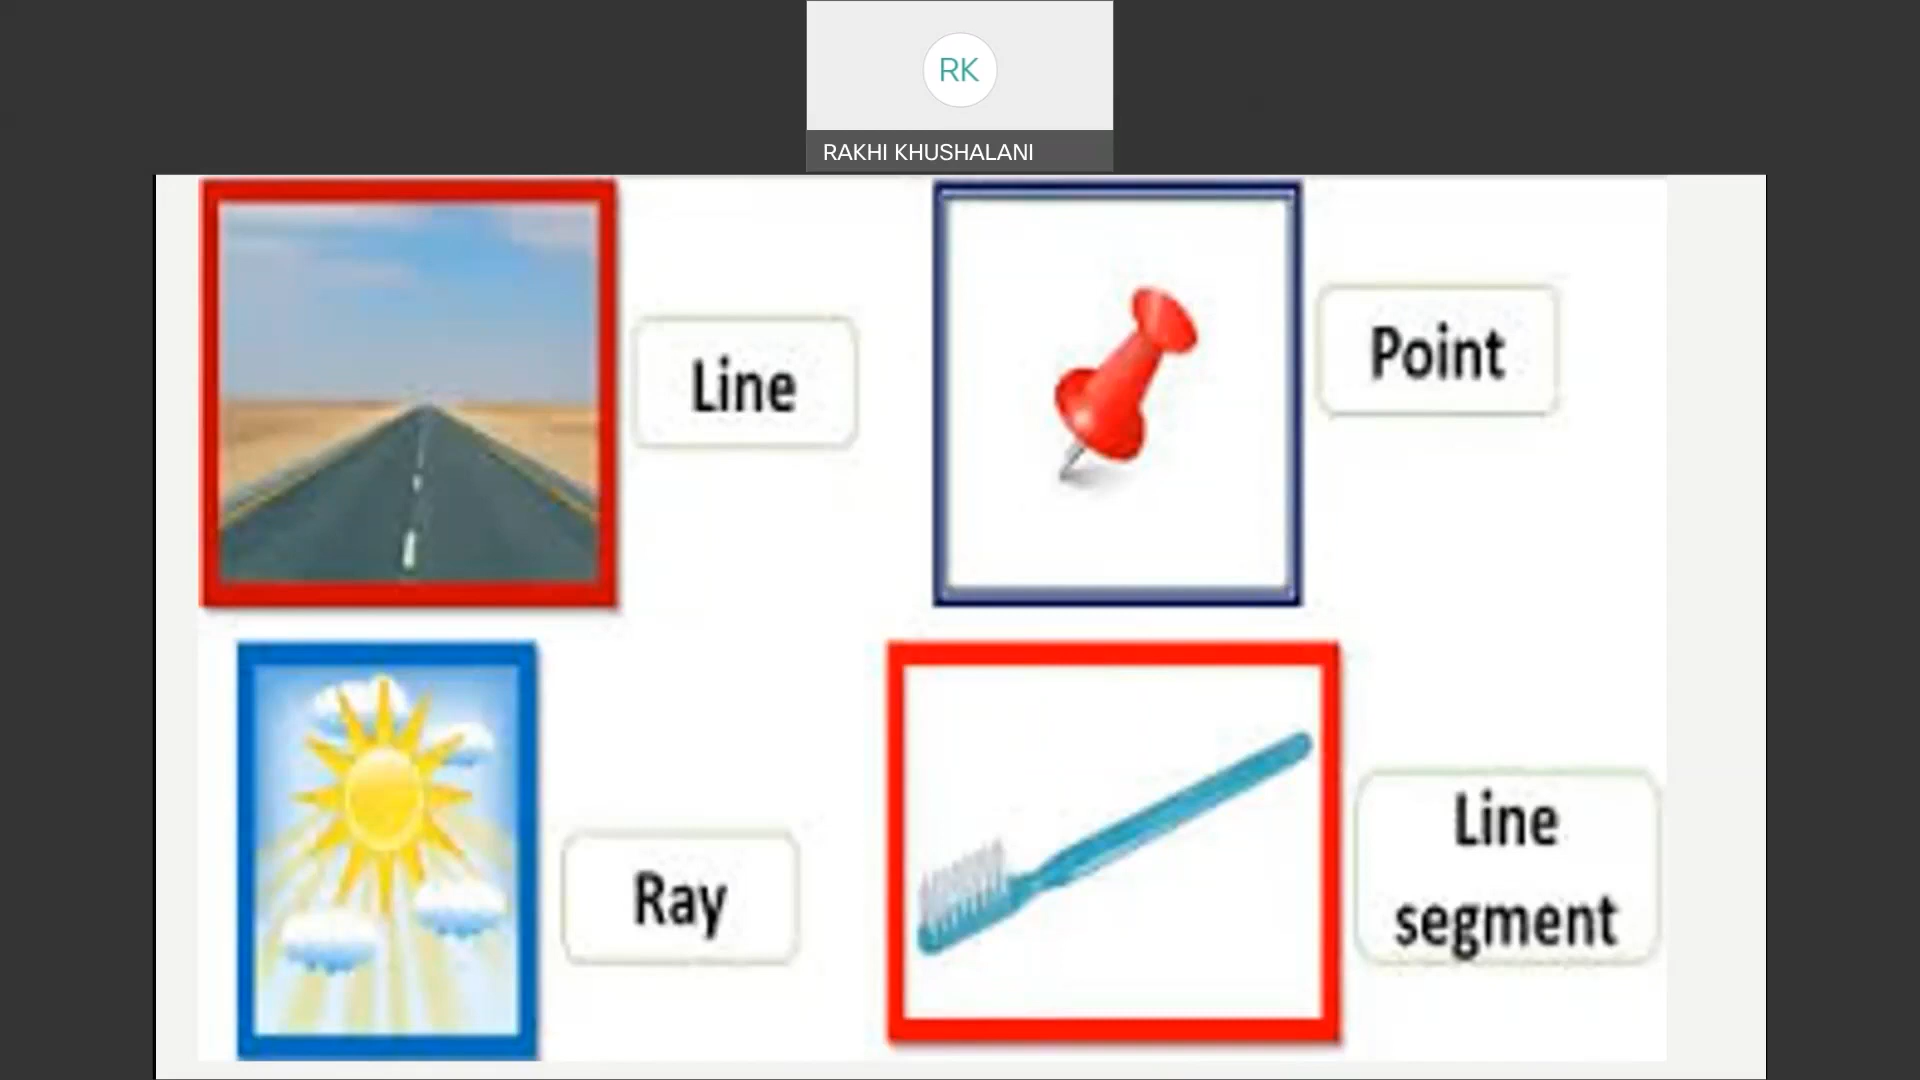 RK
RAKHI KHUSHALANI
Line
Point
Ray
Line
segment